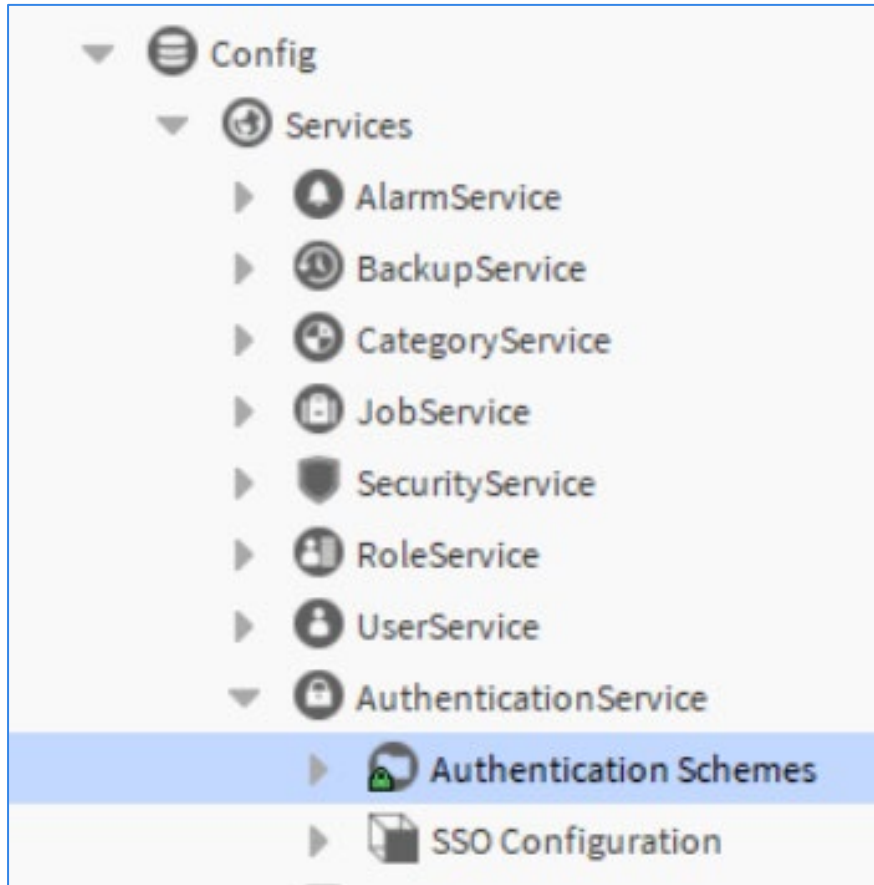 Config
Services
AlarmService
BackupService
CategoryService
JobService
SecurityService
RoleService
UserService
AuthenticationService
Authentication Schemes
SSO Configuration